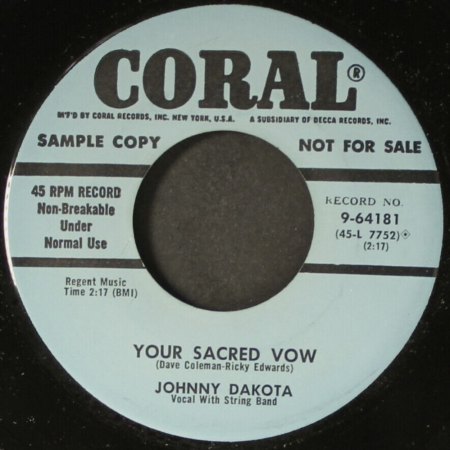 CORAL®
M'F'D BY CORAL RECORDS, INC. NEW YORK, U.S.A. A SUBSIDIARY OF DECCA RECORDS, INC.
SAMPLE COPY NOT FOR SALE
45 RPM RECORD
Non-Breakable
Under
Normal Use
RECORD NO.
9-64181
(45-L 7752)
(2:17)
Regent Music
Time 2:17 (BMI)
YOUR SACRED VOW
(Dave Coleman-Ricky Edwards)
JOHNNY DAKOTA
Vocal With String Band